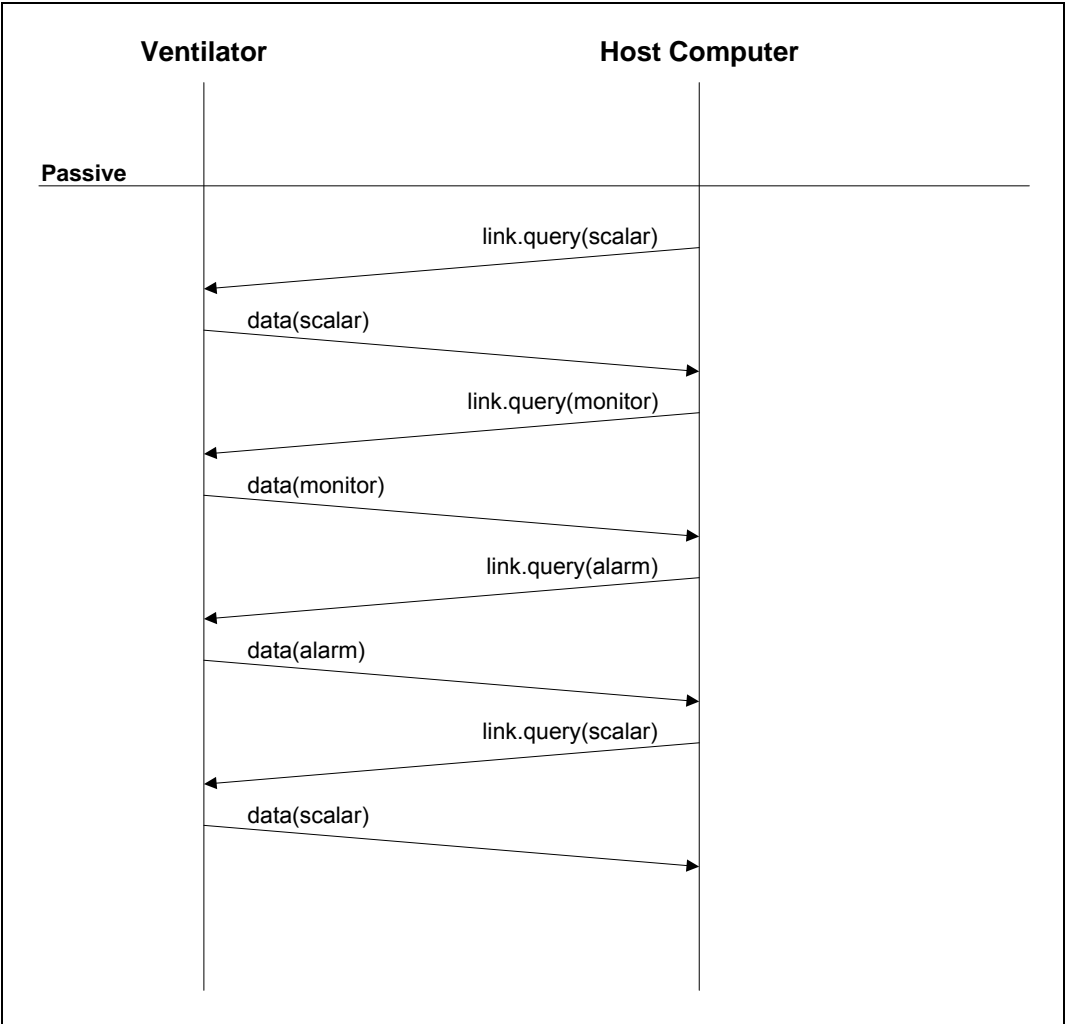 Ventilator Host Computer
Passive
link.query(scalar)
data(scalar)
link.query(monitor)
data(monitor)
link.query(alarm)
data(alarm)
link.query(scalar)
data(scalar)